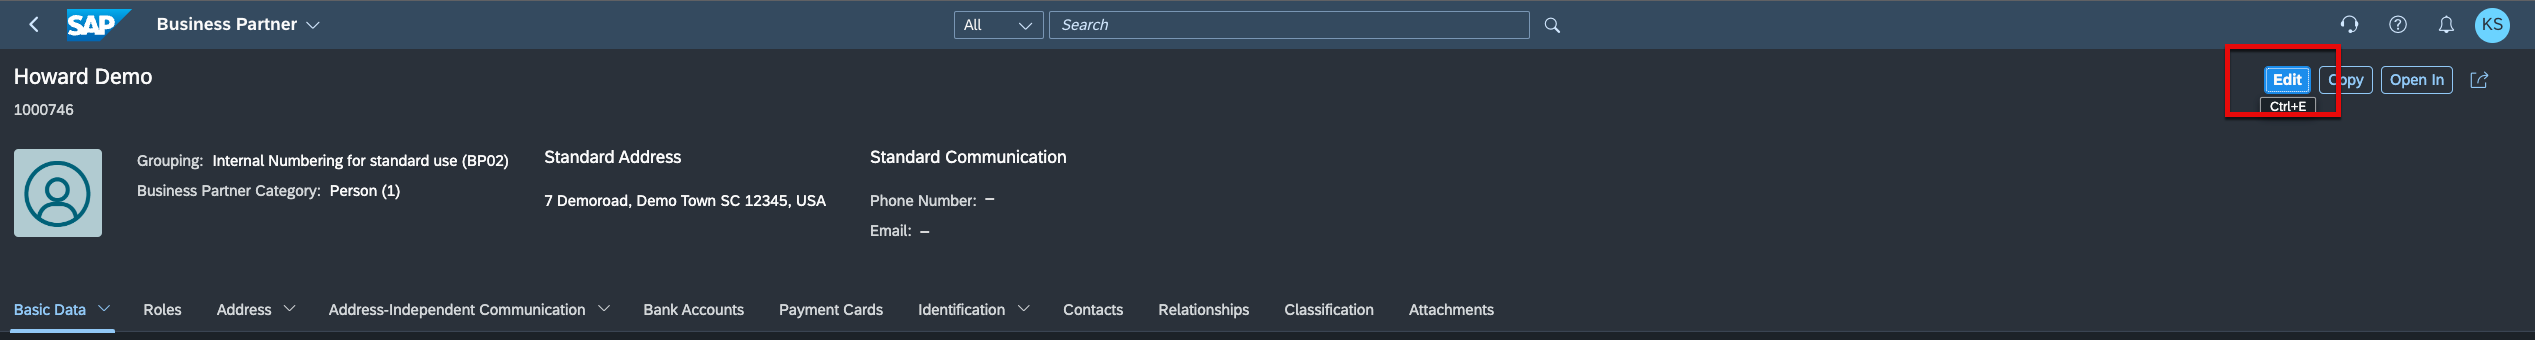 SAP Business Partner All Search KS
Howard Demo Edit Copy Open In
1000746 Ctrl+E
Grouping: Internal Numbering for standard use (BP02) Standard Address Standard Communication
Business Partner Category: Person (1)
7 Demoroad, Demo Town SC 12345, USA Phone Number: –
Email: –
Basic Data Roles Address Address-Independent Communication Bank Accounts Payment Cards Identification Contacts Relationships Classification Attachments